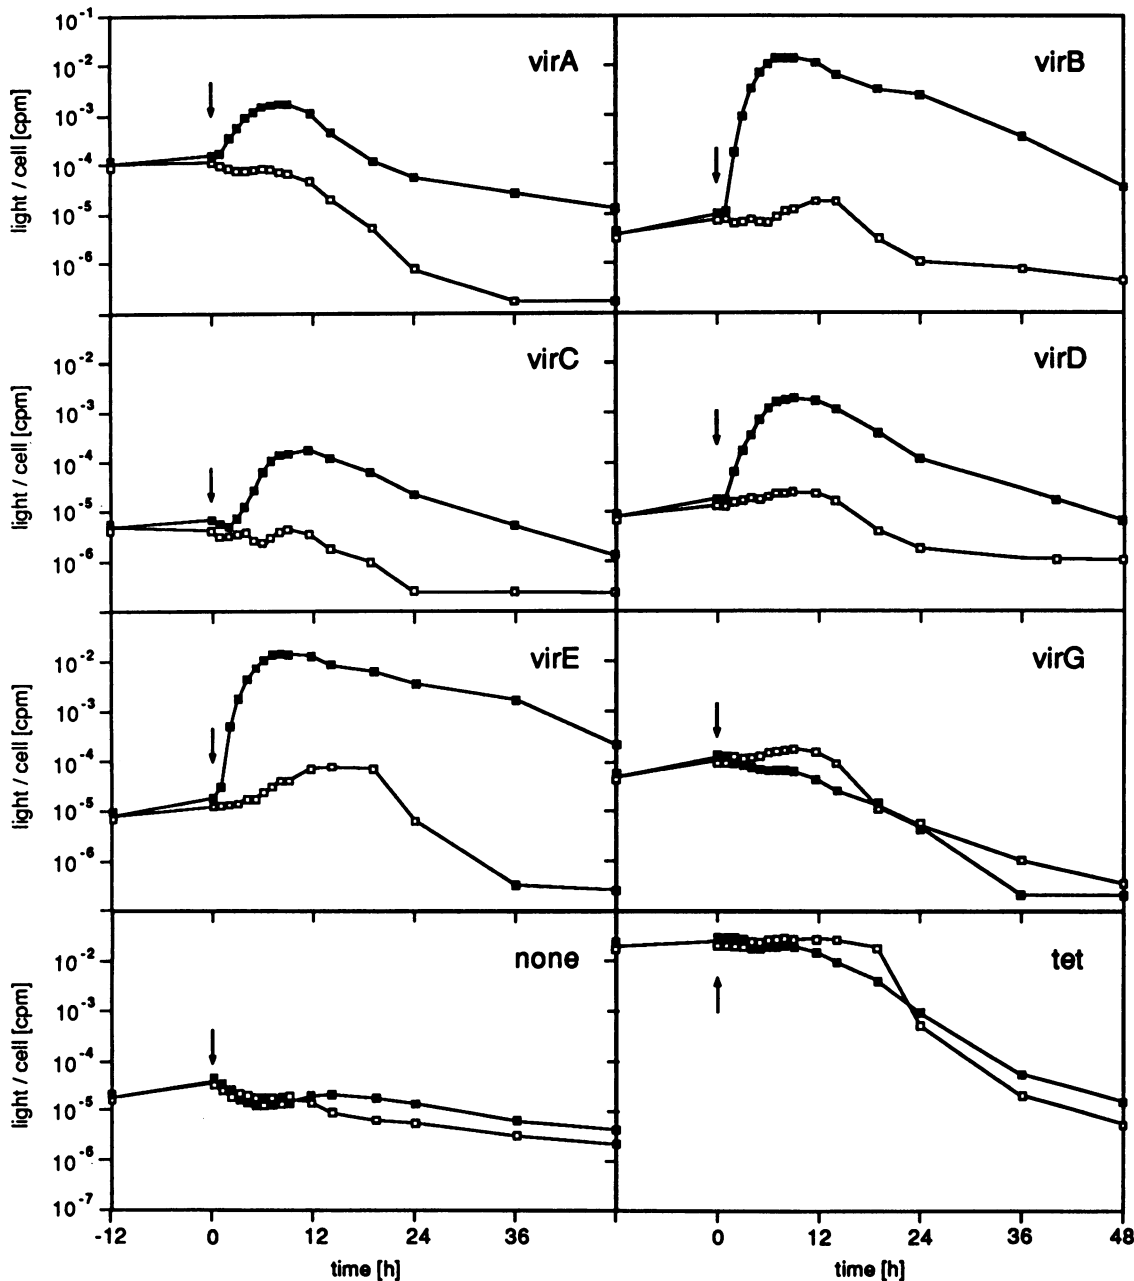 10⁻¹
10⁻²
10⁻³
10⁻⁴
10⁻⁵
10⁻⁶
light / cell [cpm]
virA
virB
10⁻²
10⁻³
10⁻⁴
10⁻⁵
10⁻⁶
light / cell [cpm]
virC
virD
10⁻²
10⁻³
10⁻⁴
10⁻⁵
10⁻⁶
light / cell [cpm]
virE
virG
10⁻²
10⁻³
10⁻⁴
10⁻⁵
10⁻⁶
10⁻⁷
light / cell [cpm]
none
tet
-12 0 12 24 36
0 12 24 36 48
time [h]
time [h]